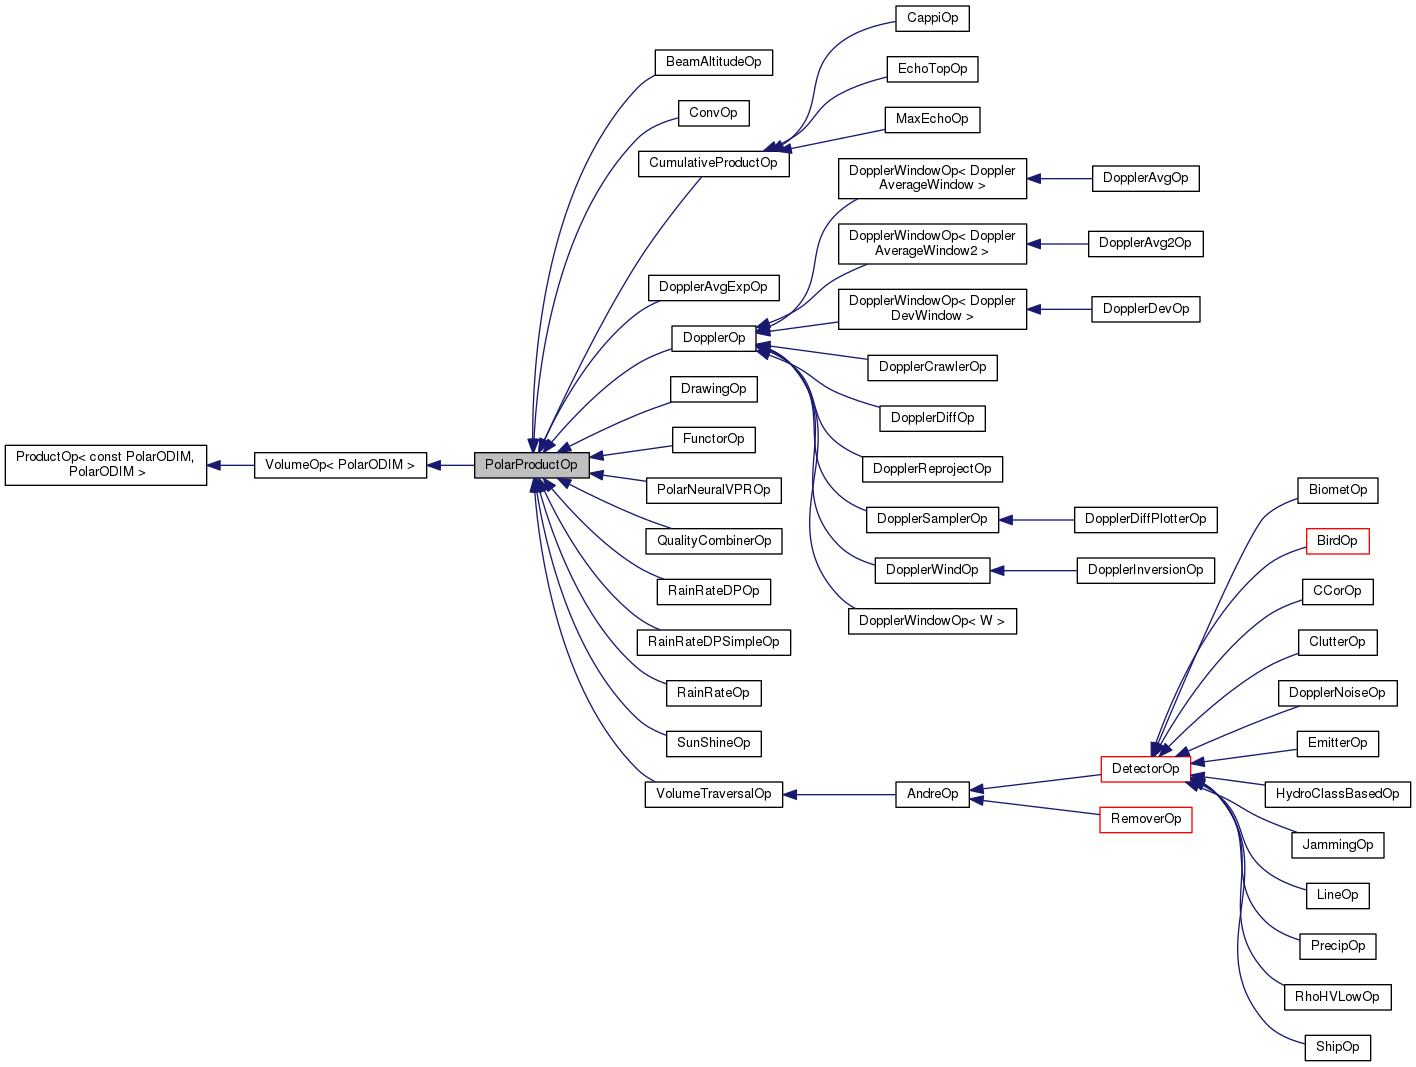 ProductOp< const PolarODIM,
PolarODIM >
VolumeOp< PolarODIM >
PolarProductOp
BeamAltitudeOp
ConvOp
CumulativeProductOp
DopplerAvgExpOp
DopplerOp
DrawingOp
FunctorOp
PolarNeuralVPROp
QualityCombinerOp
RainRateDPOp
RainRateDPSimpleOp
RainRateOp
SunShineOp
VolumeTraversalOp
CappiOp
EchoTopOp
MaxEchoOp
DopplerWindowOp< Doppler
AverageWindow >
DopplerWindowOp< Doppler
AverageWindow2 >
DopplerWindowOp< Doppler
DevWindow >
DopplerCrawlerOp
DopplerDiffOp
DopplerReprojectOp
DopplerSamplerOp
DopplerWindOp
DopplerWindowOp< W >
AndreOp
DopplerAvgOp
DopplerAvg2Op
DopplerDevOp
DopplerDiffPlotterOp
DopplerInversionOp
DetectorOp
RemoverOp
BiometOp
BirdOp
CCorOp
ClutterOp
DopplerNoiseOp
EmitterOp
HydroClassBasedOp
JammingOp
LineOp
PrecipOp
RhoHVLowOp
ShipOp